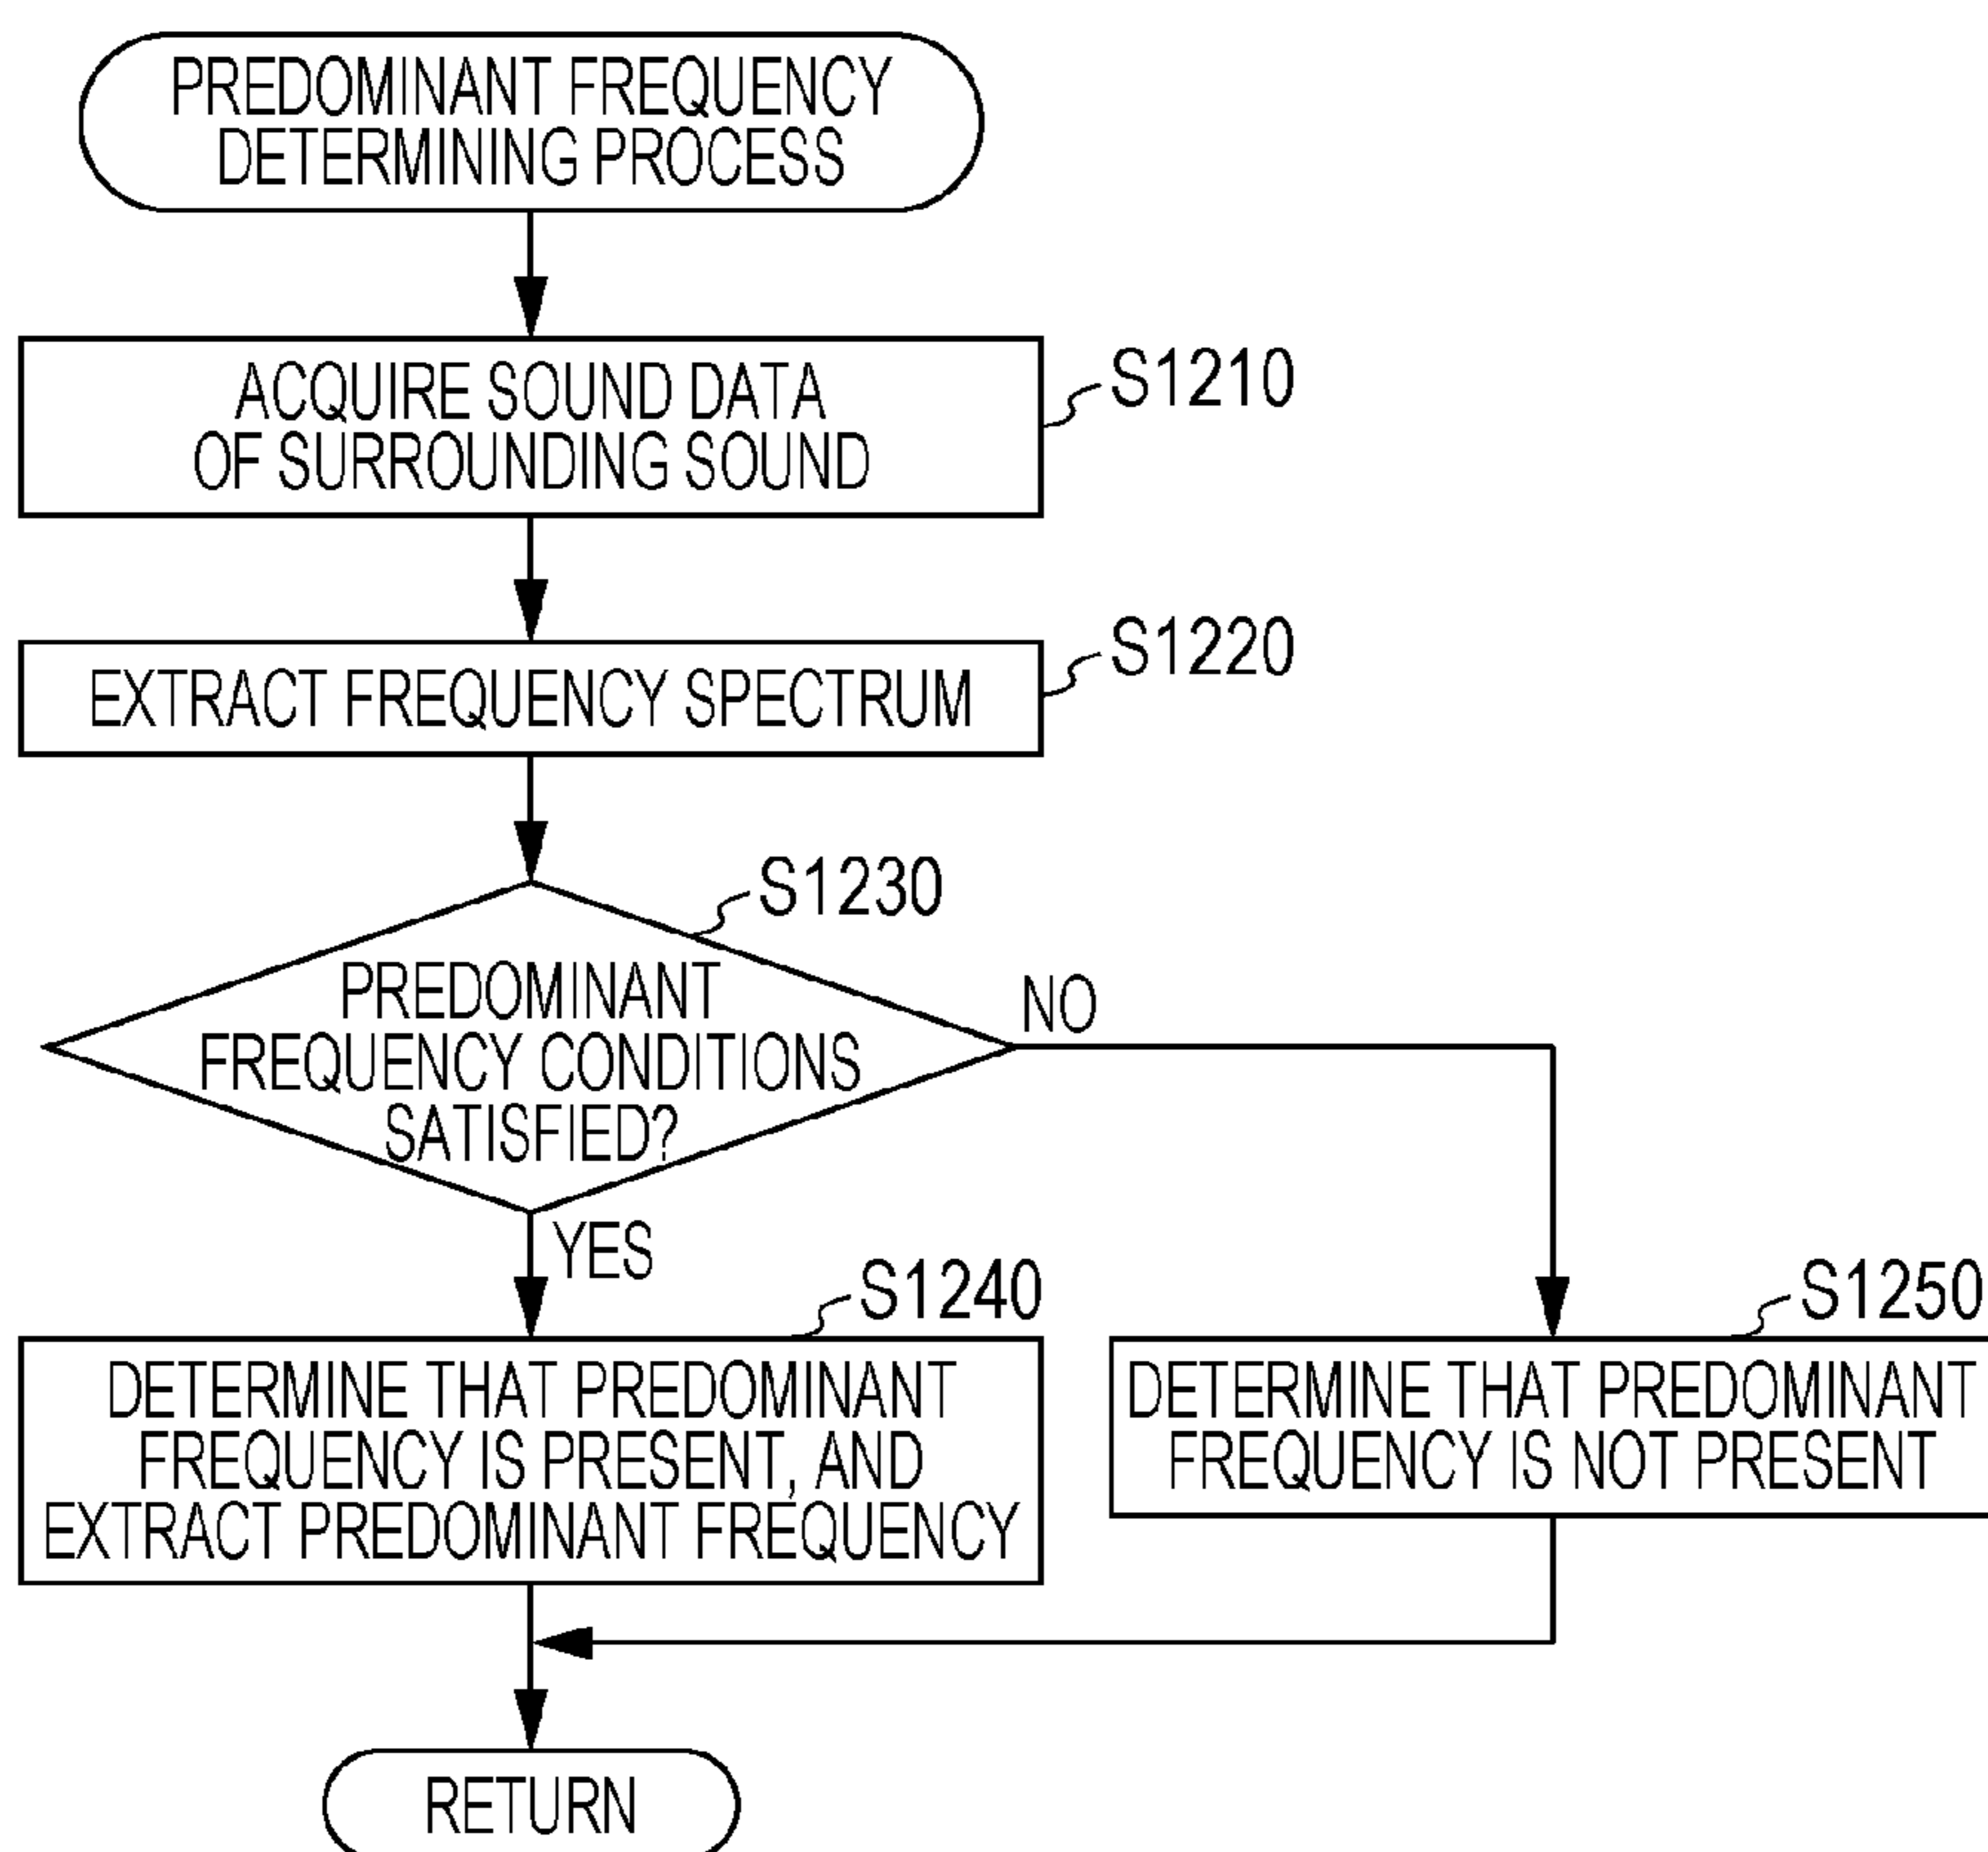 PREDOMINANT FREQUENCY
DETERMINING PROCESS
ACQUIRE SOUND DATA
OF SURROUNDING SOUND
S1210
EXTRACT FREQUENCY SPECTRUM
S1220
S1230
PREDOMINANT
FREQUENCY CONDITIONS
SATISFIED?
NO
YES
S1240
DETERMINE THAT PREDOMINANT
FREQUENCY IS PRESENT, AND
EXTRACT PREDOMINANT FREQUENCY
S1250
DETERMINE THAT PREDOMINANT
FREQUENCY IS NOT PRESENT
RETURN